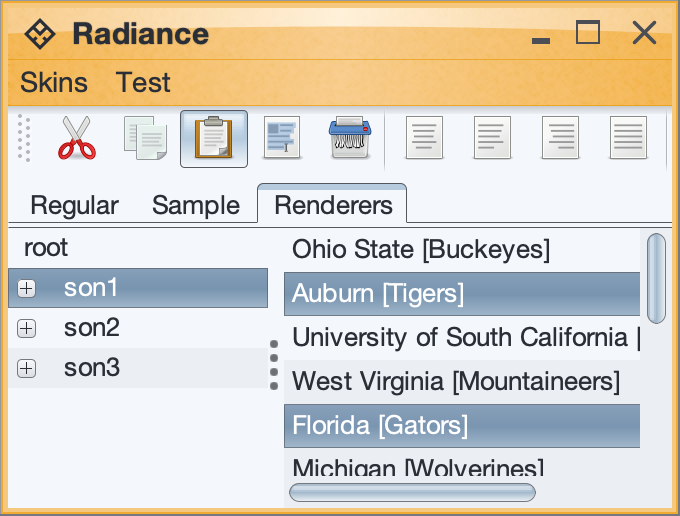 Radiance
Skins Test
Regular Sample Renderers
root
son1
son2
son3
Ohio State [Buckeyes]
Auburn [Tigers]
University of South California [
West Virginia [Mountaineers]
Florida [Gators]
Michigan [Wolverines]